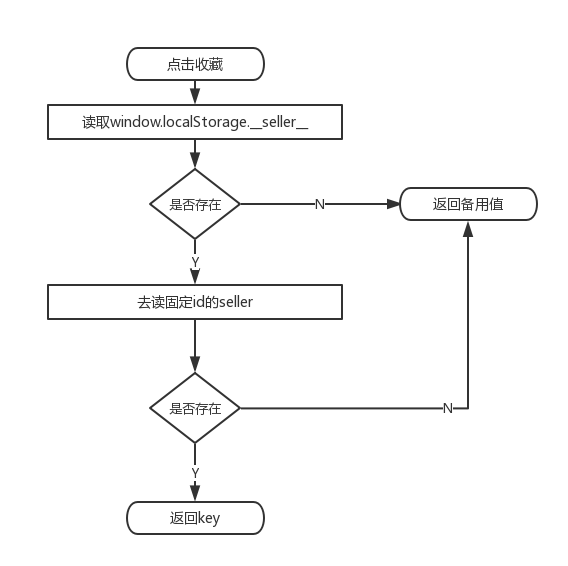 点击收藏
读取window.localStorage.__seller__
是否存在
N
返回备用值
Y
去读固定id的seller
是否存在
N
Y
返回key